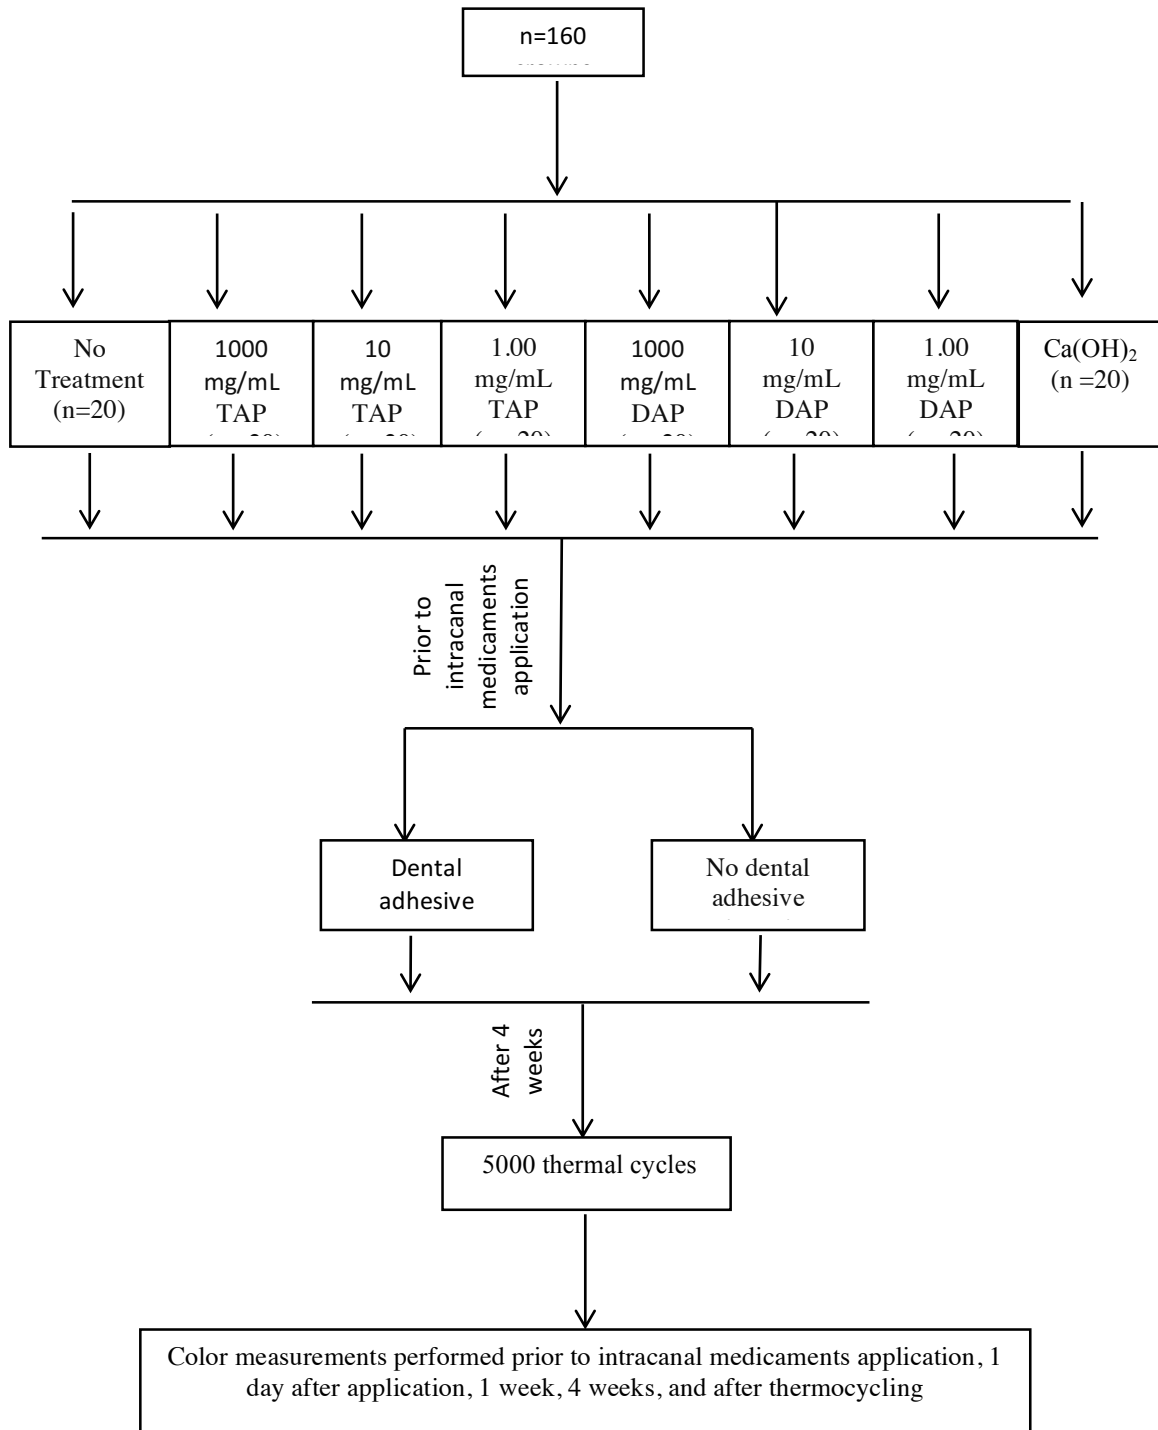 n=160
No
Treatment
(n=20)
1000
mg/mL
TAP
10
mg/mL
TAP
1.00
mg/mL
TAP
1000
mg/mL
DAP
10
mg/mL
DAP
1.00
mg/mL
DAP
Ca(OH)₂
(n =20)
Prior to
intracanal
medicaments
application
Dental
adhesive
No dental
adhesive
After 4
weeks
5000 thermal cycles
Color measurements performed prior to intracanal medicaments application, 1
day after application, 1 week, 4 weeks, and after thermocycling